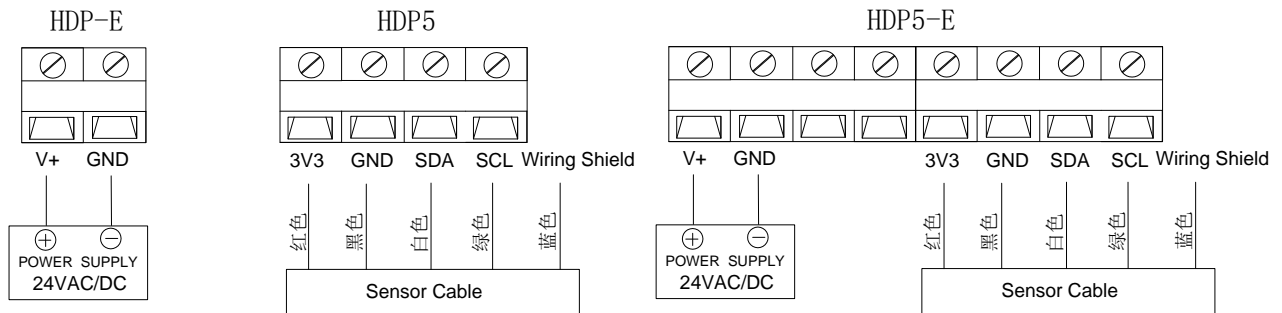 HDP-E
HDP5
HDP5-E
V+ GND
3V3 GND SDA SCL Wiring Shield
V+ GND
3V3 GND SDA SCL Wiring Shield
红色 黑色 白色 绿色 蓝色
红色 黑色 白色 绿色 蓝色
POWER SUPPLY
24VAC/DC
Sensor Cable
POWER SUPPLY
24VAC/DC
Sensor Cable